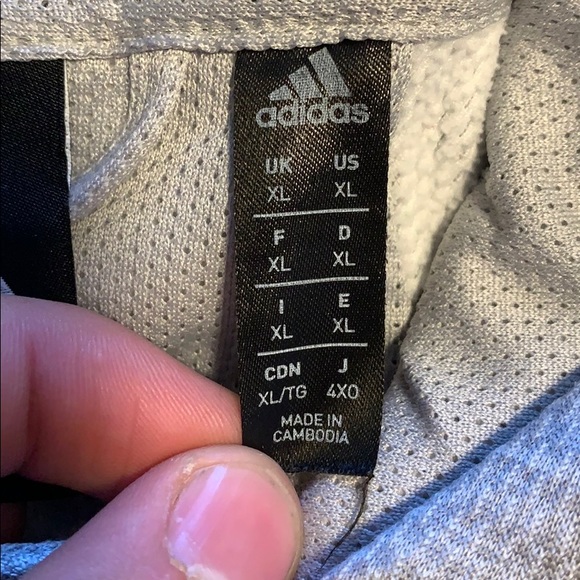 adidas
UK US
XL XL
F D
XL XL
I E
XL XL
CDN J
XL/TG 4XO
MADE IN
CAMBODIA